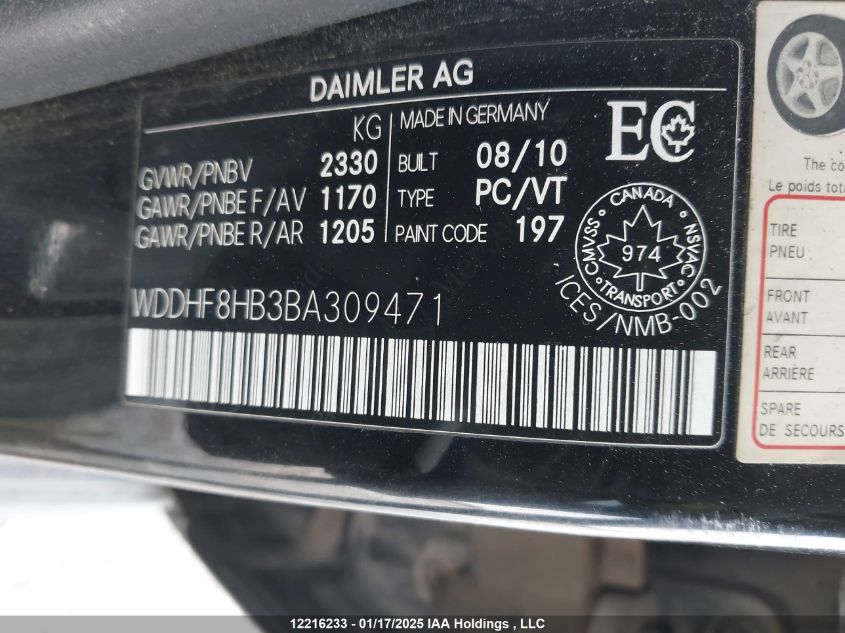 DAIMLER AG
KG
MADE IN GERMANY
EC
GVWR/PNBV 2330
BUILT 08/10
GAWR/PNBE F/AV 1170
TYPE PC/VT
GAWR/PNBE R/AR 1205
PAINT CODE 197
CANADA
CMVSS
NSVAC
974
TRANSPORT
ICES/NMB-002
WDDHF8HB3BA309471
The co
Le poids tota
TIRE
PNEU
FRONT
AVANT
REAR
ARRIÈRE
SPARE
DE SECOURS
12216233 - 01/17/2025 IAA Holdings , LLC